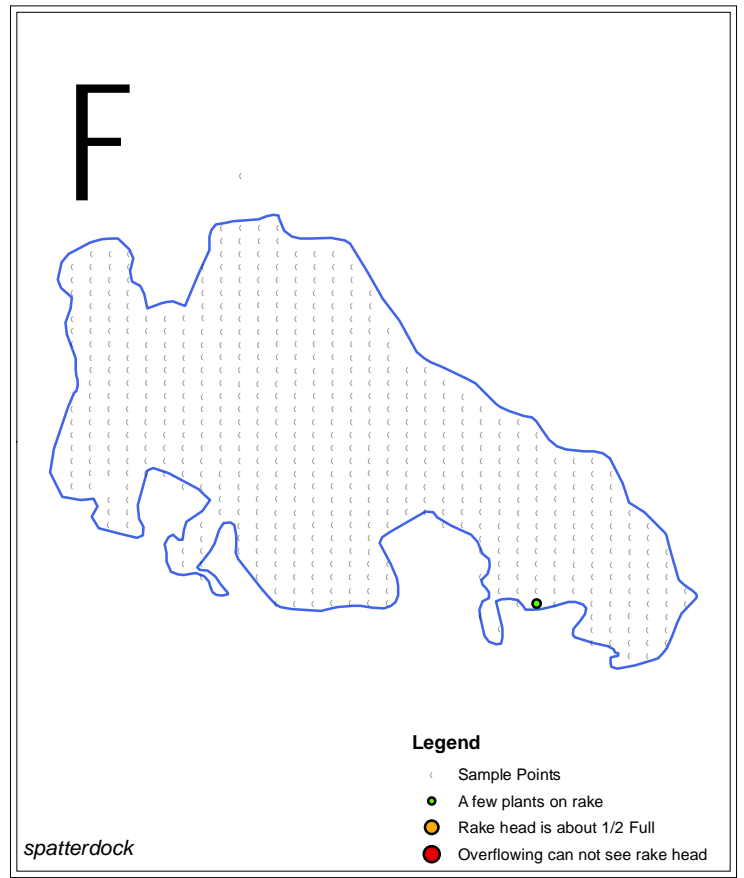 F
Legend
Sample Points
A few plants on rake
Rake head is about 1/2 Full
Overflowing can not see rake head
spatterdock